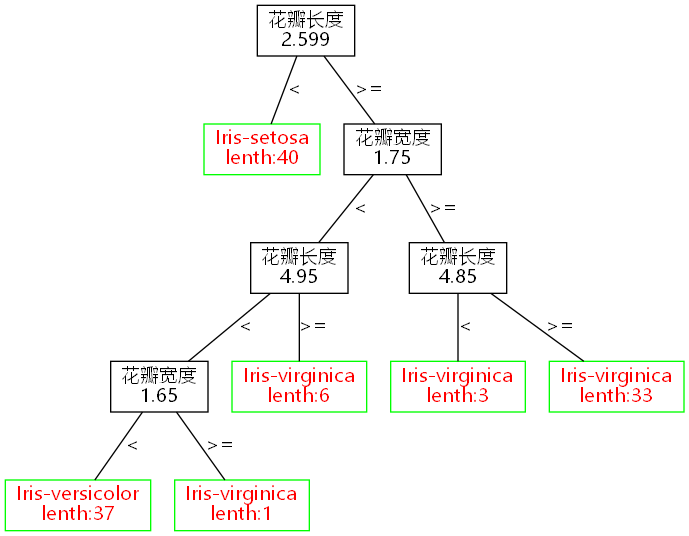 花瓣长度
2.599
<
>=
Iris-setosa
lenth:40
花瓣宽度
1.75
<
>=
花瓣长度
4.95
花瓣长度
4.85
<
>=
<
>=
花瓣宽度
1.65
Iris-virginica
lenth:6
Iris-virginica
lenth:3
Iris-virginica
lenth:33
<
>=
Iris-versicolor
lenth:37
Iris-virginica
lenth:1